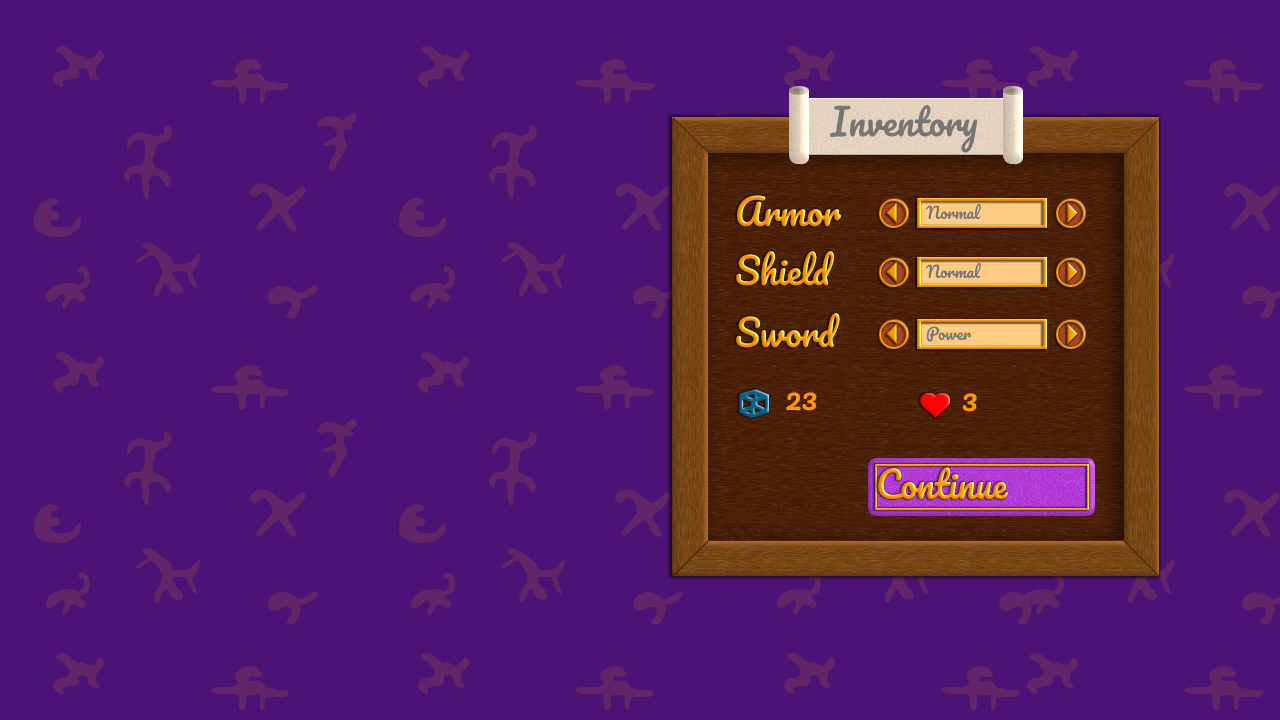 Inventory
Armor Normal
Shield Normal
Sword Power
23 3
Continue